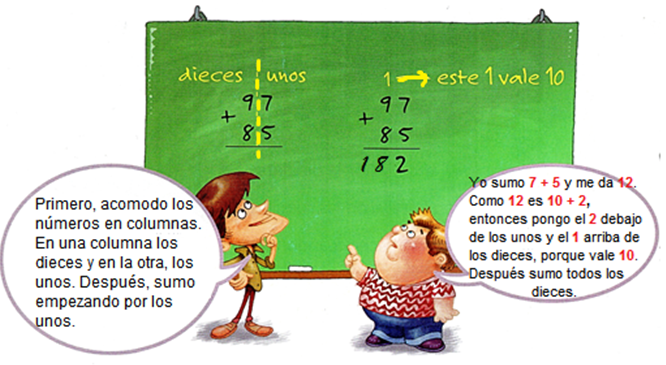 dieces unos
97
+
85
1 → este 1 vale 10
97
+
85
182
Primero, acomodo los
números en columnas.
En una columna los
dieces y en la otra, los
unos. Después, sumo
empezando por los
unos.
Yo sumo 7 + 5 y me da 12.
Como 12 es 10 + 2,
entonces pongo el 2 debajo
de los unos y el 1 arriba de
los dieces, porque vale 10.
Después sumo todos los
dieces.